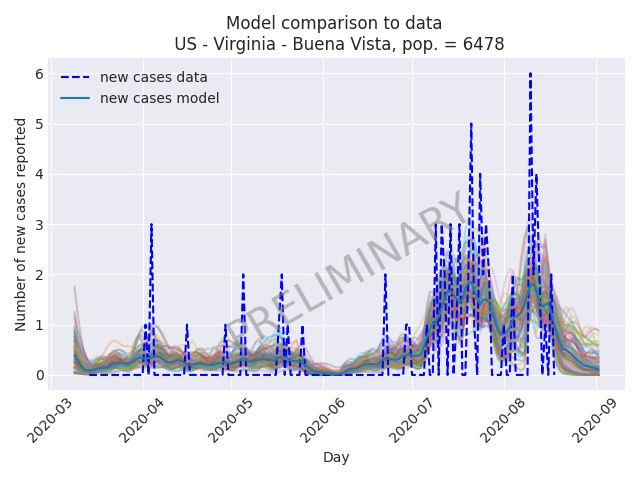 Model comparison to data
US - Virginia - Buena Vista, pop. = 6478
new cases data
new cases model
Number of new cases reported
6
5
4
3
2
1
0
PRELIMINARY
2020-03
2020-04
2020-05
2020-06
2020-07
2020-08
2020-09
Day